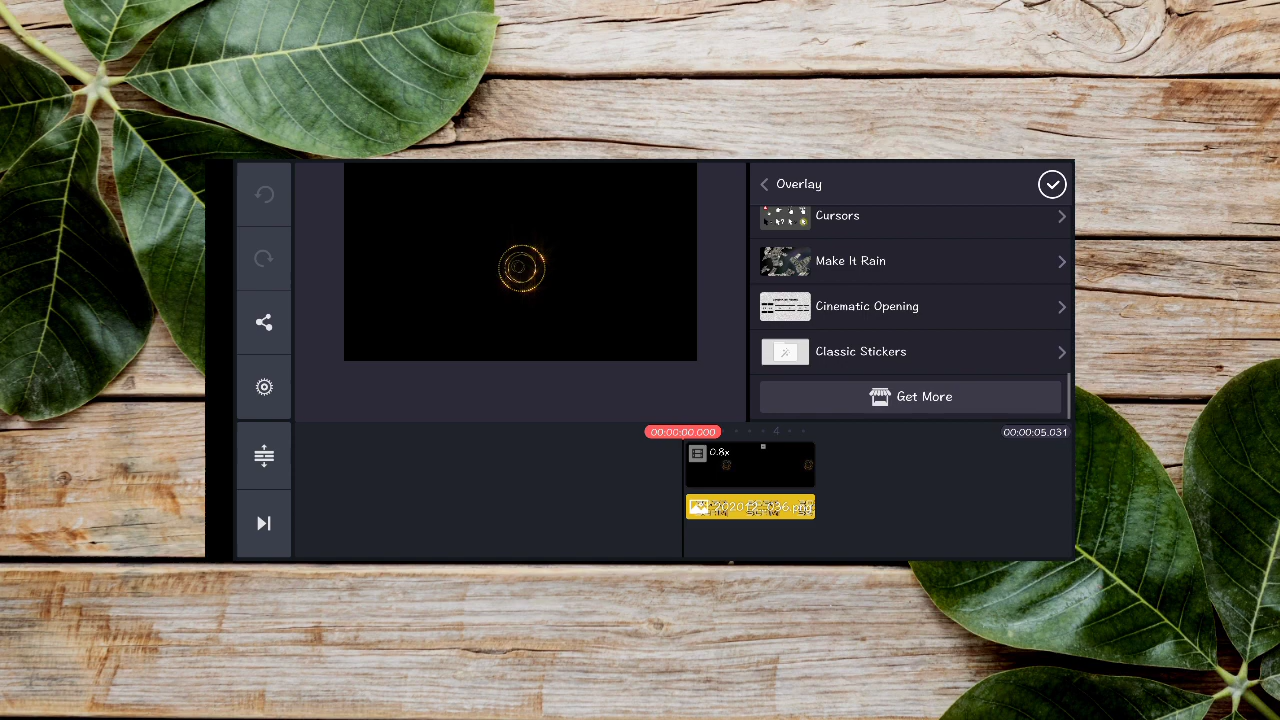 Overlay
Cursors
Make It Rain
Cinematic Opening
Classic Stickers
Get More
00:00:00.000
4
00:00:05.031
0.8x